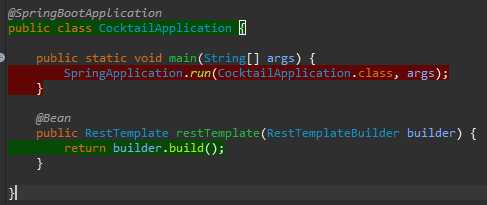 @SpringBootApplication
public class CocktailApplication {
public static void main(String[] args) {
SpringApplication.run(CocktailApplication.class, args);
}
@Bean
public RestTemplate restTemplate(RestTemplateBuilder builder) {
return builder.build();
}
}